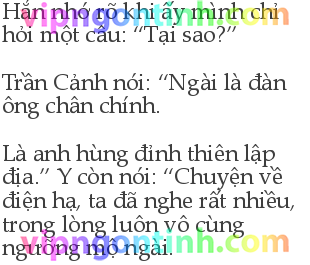 Hắn nhớ rõ khi ấy mình chỉ
hỏi một câu: “Tại sao?”
Trần Cảnh nói: “Ngài là đàn
ông chân chính.
Là anh hùng đỉnh thiên lập
địa.” Y còn nói: “Chuyện về
điện hạ, ta đã nghe rất nhiều,
trong lòng luôn vô cùng
ngưỡng mộ ngài.
vipngontinh.com
vipngontinh.com